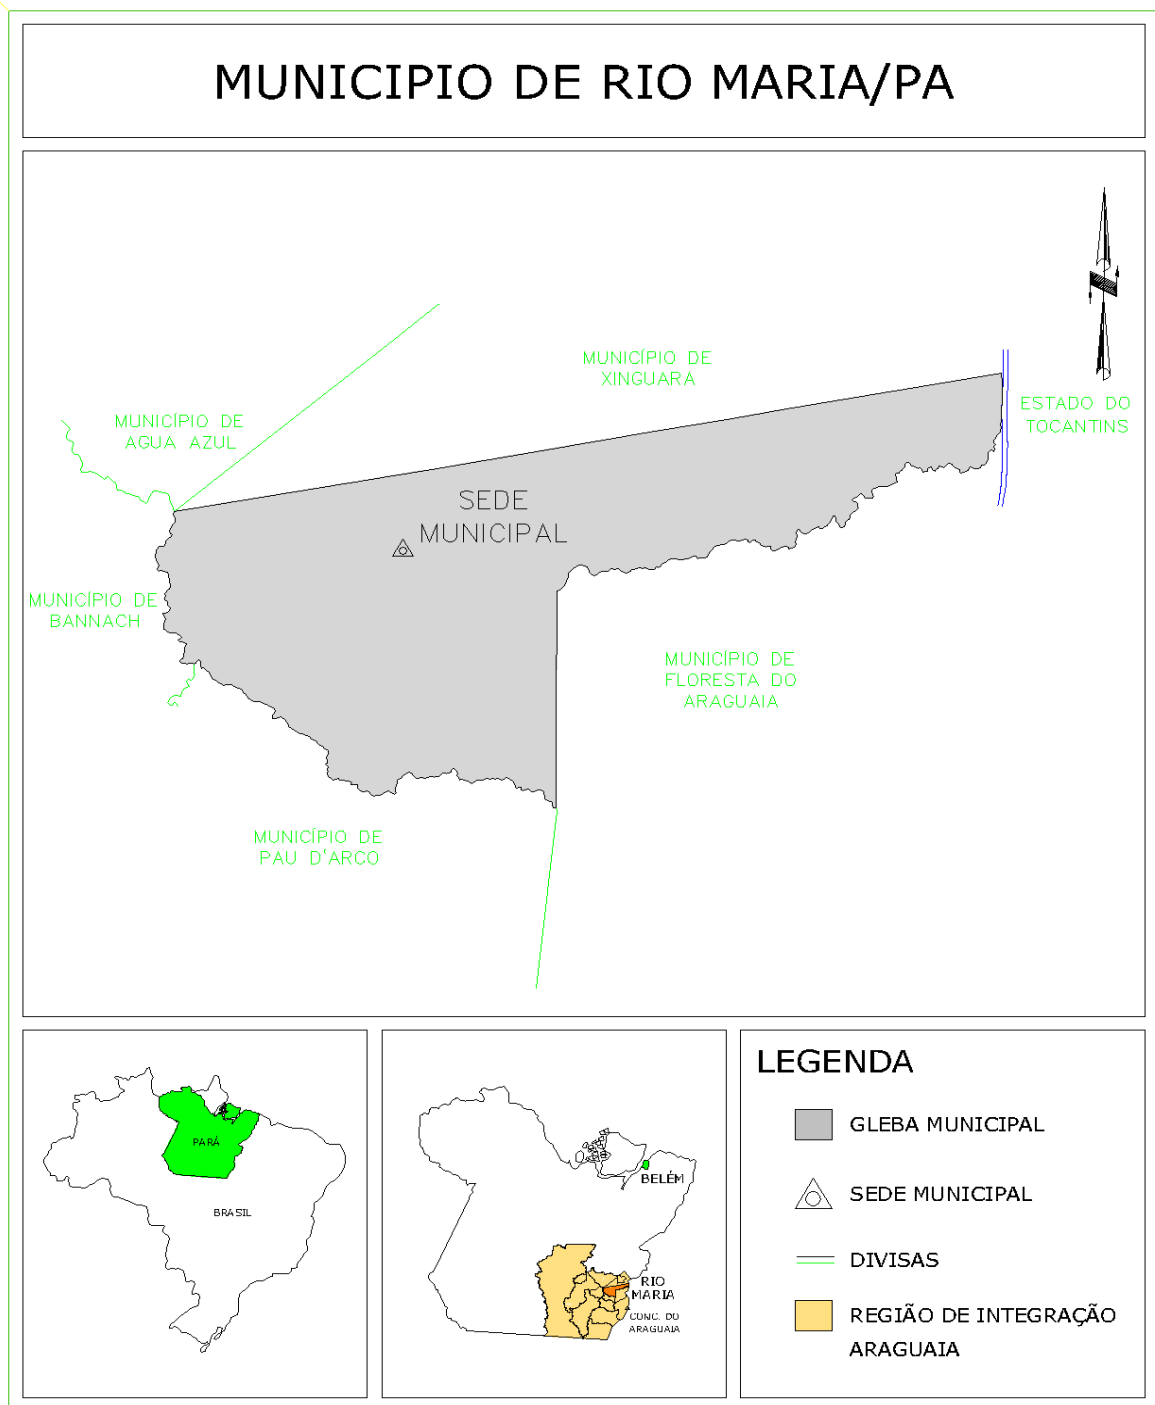 MUNICIPIO DE RIO MARIA/PA
MUNICÍPIO DE
XINGUARA
ESTADO DO
TOCANTINS
MUNICÍPIO DE
AGUA AZUL
SEDE
MUNICIPAL
MUNICÍPIO DE
BANNACH
MUNICÍPIO DE
FLORESTA DO
ARAGUAIA
MUNICÍPIO DE
PAU D'ARCO
PARÁ
BRASIL
BELÉM
RIO
MARIA
CONC. DO
ARAGUAIA
LEGENDA
GLEBA MUNICIPAL
SEDE MUNICIPAL
DIVISAS
REGIÃO DE INTEGRAÇÃO
ARAGUAIA